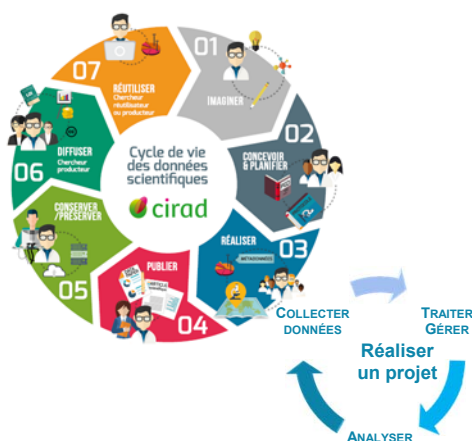 01
IMAGINER
02
CONCEVOIR
& PLANIFIER
03
RÉALISER
MÉTADONNÉES
04
PUBLIER
05
CONSERVER
/PRÉSERVER
06
DIFFUSER
Chercheur
producteur
07
RÉUTILISER
Chercheur
réutilisateur
ou producteur
Cycle de vie
des données
scientifiques
cirad
COLLECTER
DONNÉES
TRAITER
GÉRER
Réaliser
un projet
ANALYSER